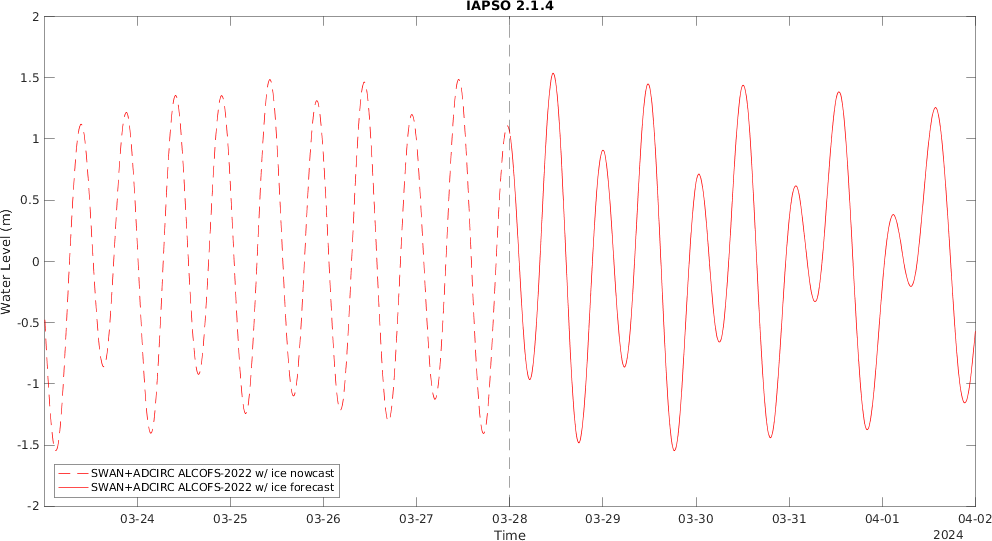 IAPSO 2.1.4
2
1.5
1
0.5
0
-0.5
-1
-1.5
-2
Water Level (m)
SWAN+ADCIRC ALCOFS-2022 w/ ice nowcast
SWAN+ADCIRC ALCOFS-2022 w/ ice forecast
03-24 03-25 03-26 03-27 03-28 03-29 03-30 03-31 04-01 04-02
Time
2024